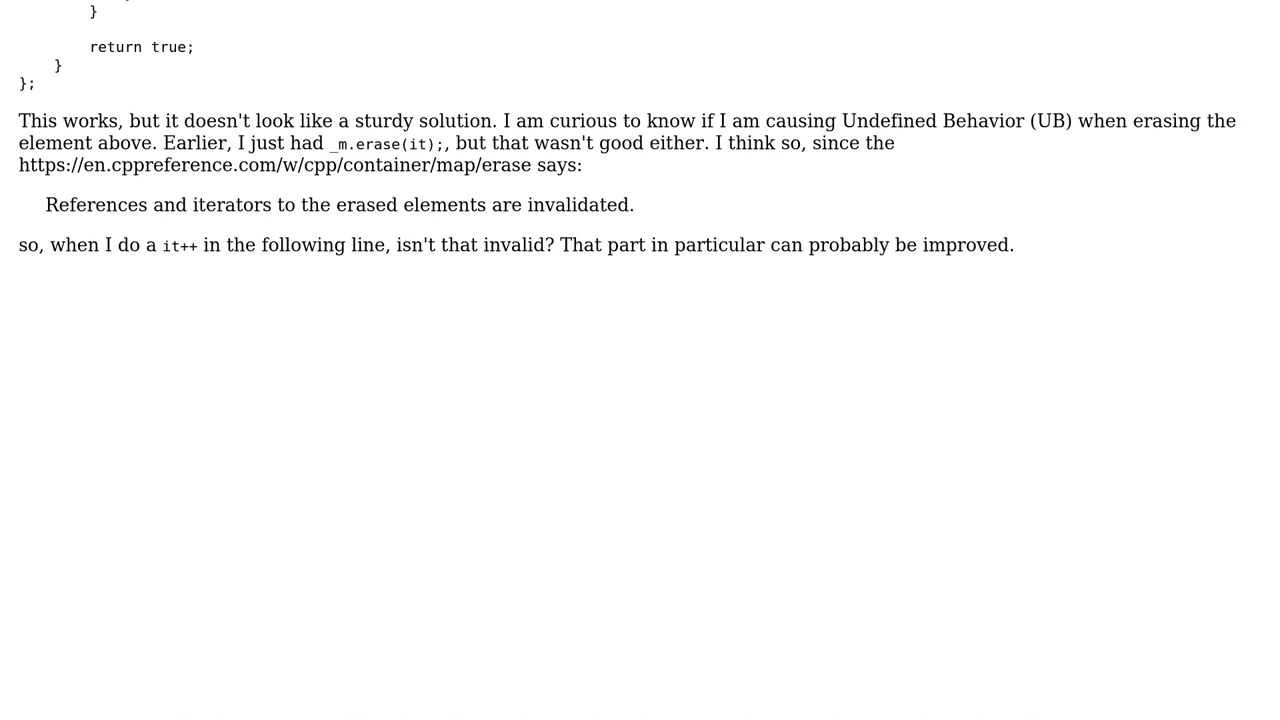 }
return true;
}
};
This works, but it doesn't look like a sturdy solution. I am curious to know if I am causing Undefined Behavior (UB) when erasing the
element above. Earlier, I just had _m.erase(it);, but that wasn't good either. I think so, since the
https://en.cppreference.com/w/cpp/container/map/erase says:
References and iterators to the erased elements are invalidated.
so, when I do a it++ in the following line, isn't that invalid? That part in particular can probably be improved.